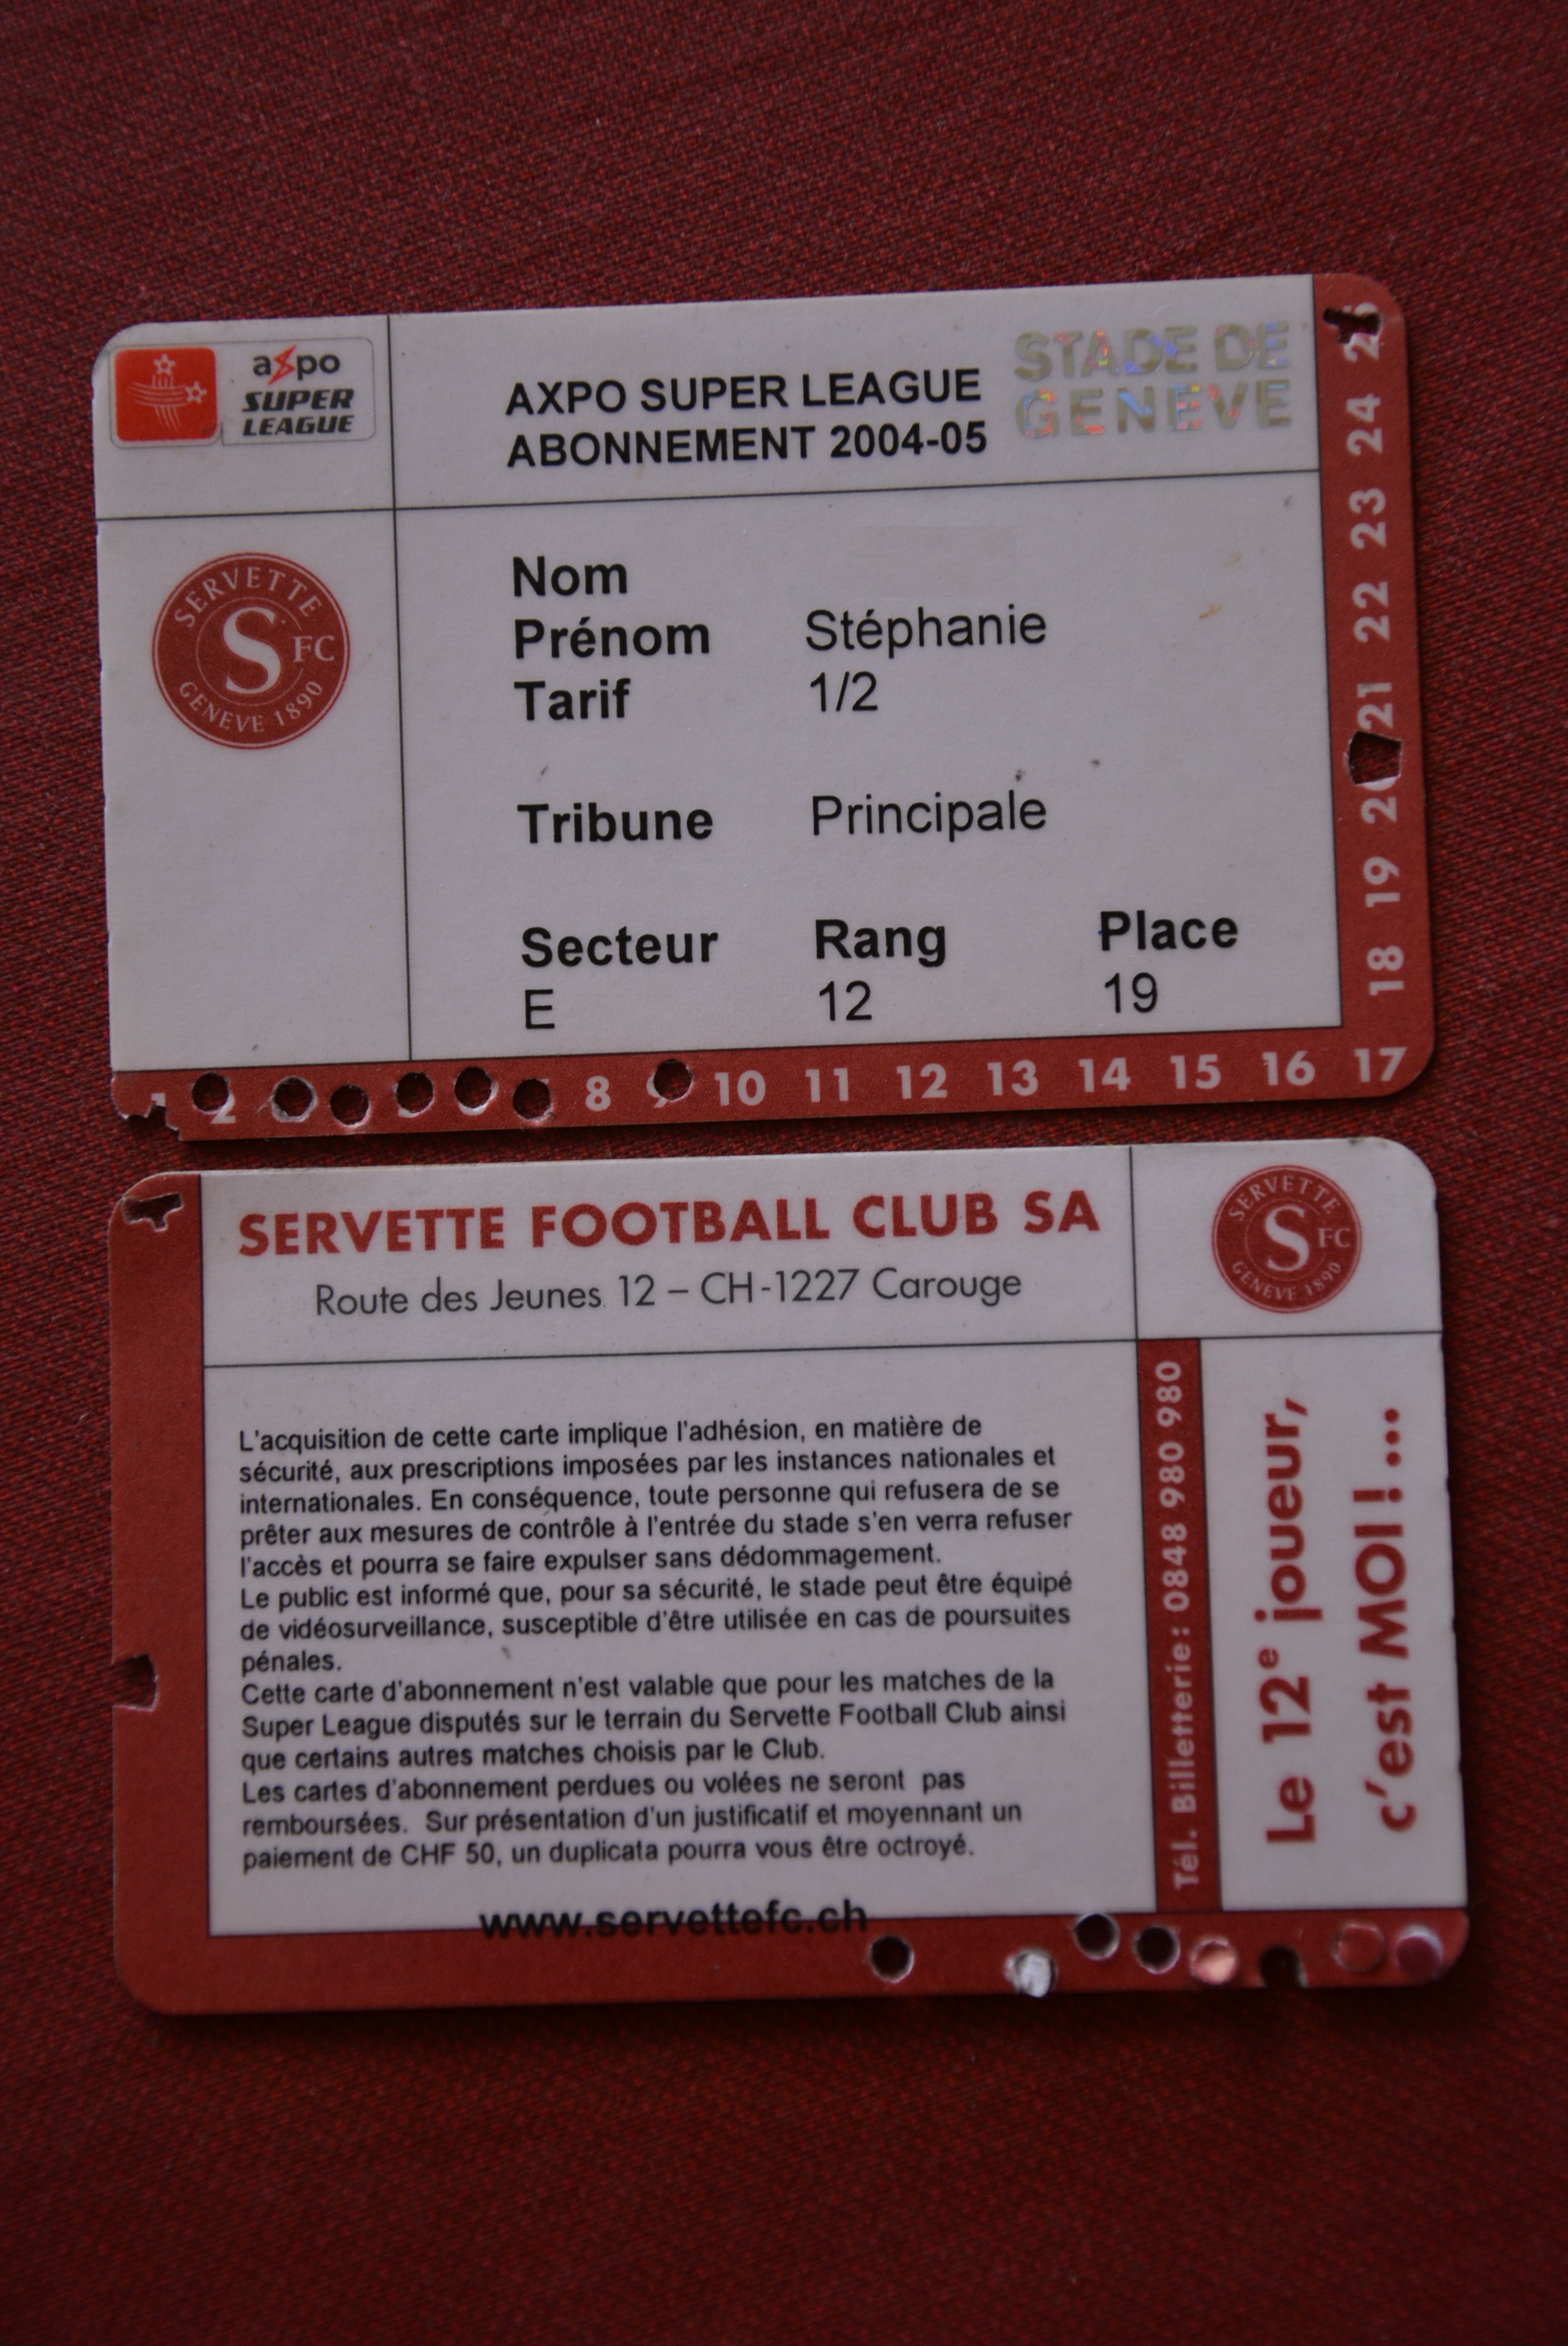 axpo
SUPER
LEAGUE
AXPO SUPER LEAGUE
ABONNEMENT 2004-05
STADE DE
GENEVE
SERVETTE
S FC
GENEVE 1890
Nom
Prénom Stéphanie
Tarif 1/2
Tribune Principale
Secteur Rang Place
E 12 19
1 2 8 9 10 11 12 13 14 15 16 17
18 19 20 21 22 23 24
SERVETTE FOOTBALL CLUB SA
Route des Jeunes 12 – CH-1227 Carouge
SERVETTE
S FC
GENEVE 1890
L'acquisition de cette carte implique l'adhésion, en matière de
sécurité, aux prescriptions imposées par les instances nationales et
internationales. En conséquence, toute personne qui refusera de se
prêter aux mesures de contrôle à l'entrée du stade s'en verra refuser
l'accès et pourra se faire expulser sans dédommagement.
Le public est informé que, pour sa sécurité, le stade peut être équipé
de vidéosurveillance, susceptible d'être utilisée en cas de poursuites
pénales.
Cette carte d'abonnement n'est valable que pour les matches de la
Super League disputés sur le terrain du Servette Football Club ainsi
que certains autres matches choisis par le Club.
Les cartes d'abonnement perdues ou volées ne seront pas
remboursées. Sur présentation d'un justificatif et moyennant un
paiement de CHF 50, un duplicata pourra vous être octroyé.
www.servettefc.ch
Tél. Billetterie: 0848 980 980
Le 12e joueur,
c'est MOI !...